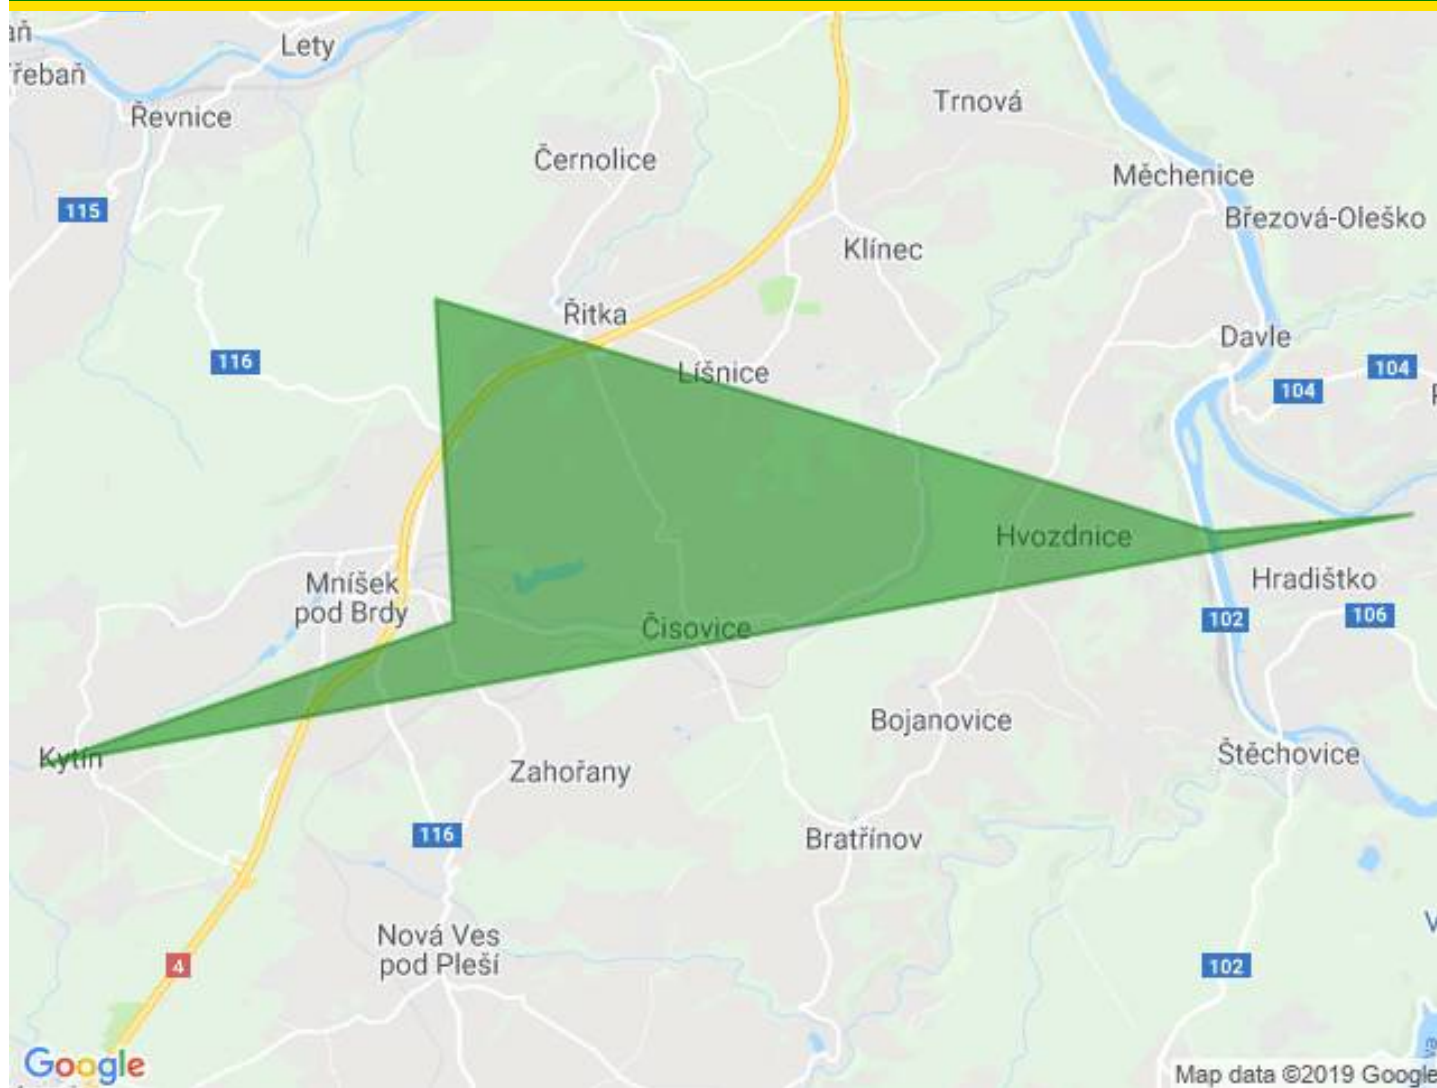 Lety
Řevnice
Trnová
Černolice
Měchenice
115
Březová-Oleško
Klínec
Řitka
Davle
116
Líšnice
104
104
Hvozdnice
Mníšek
pod Brdy
Hradištko
102
106
Čisovice
Bojanovice
Kytín
Zahořany
Štěchovice
116
Bratřínov
Nová Ves
pod Pleší
4
102
Google
Map data ©2019 Google